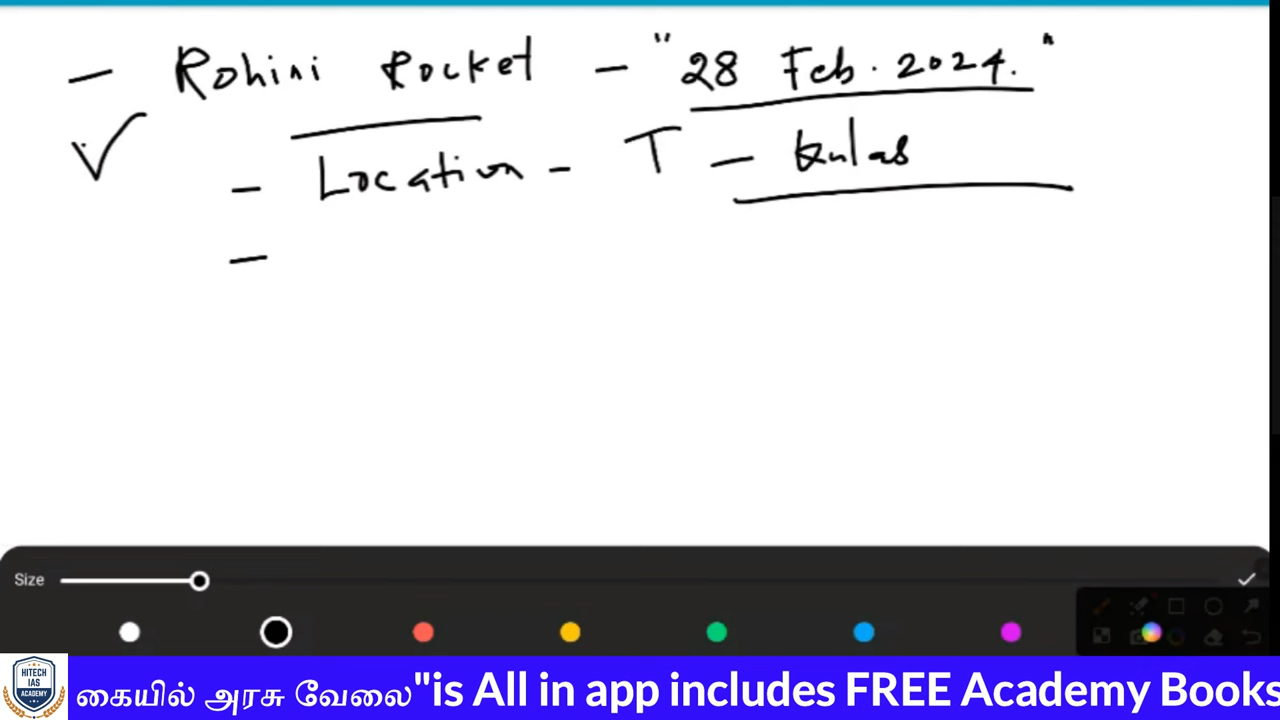 - Rohini Rocket - "28 Feb. 2024."
- Location - T - Kulas
-
Size
HITECH IAS ACADEMY கையில் அரசு வேலை"is All in app includes FREE Academy Books